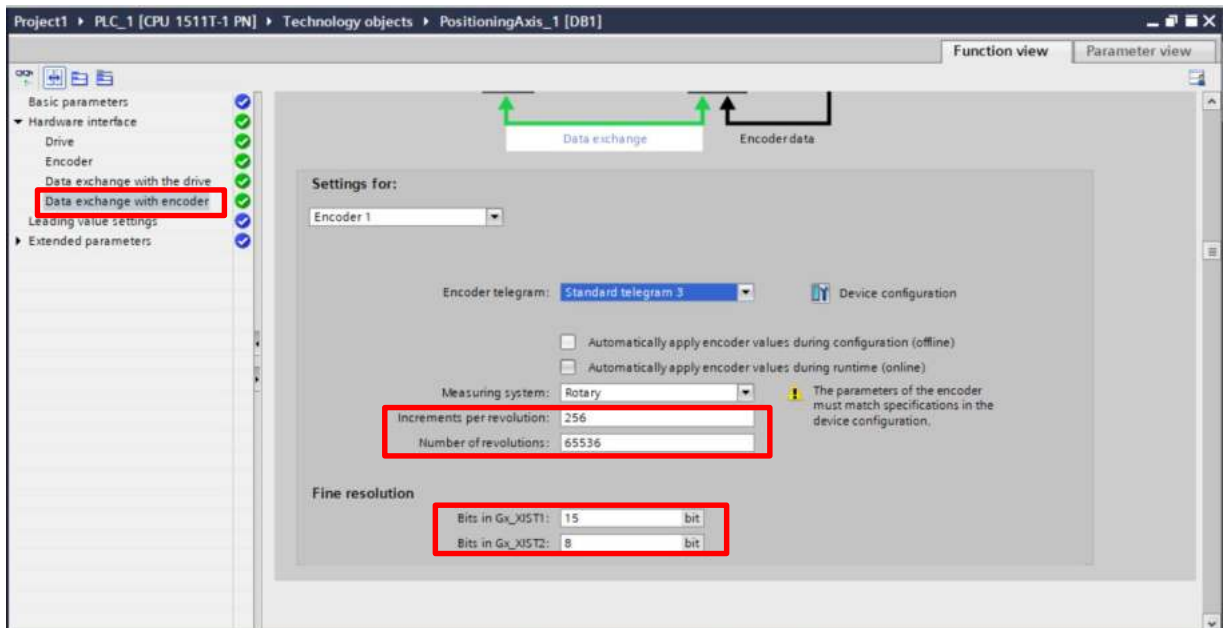 Project1 ▸ PLC_1 [CPU 1511T-1 PN] ▸ Technology objects ▸ PositioningAxis_1 [DB1]
Function view
Parameter view
Basic parameters
Hardware interface
Drive
Encoder
Data exchange with the drive
Data exchange with encoder
Leading value settings
Extended parameters
Data exchange
Encoder data
Settings for:
Encoder 1
Encoder telegram: Standard telegram 3
Device configuration
Automatically apply encoder values during configuration (offline)
Automatically apply encoder values during runtime (online)
Measuring system: Rotary
The parameters of the encoder
must match specifications in the
device configuration.
Increments per revolution: 256
Number of revolutions: 65536
Fine resolution
Bits in Gx_XIST1: 15 bit
Bits in Gx_XIST2: 8 bit